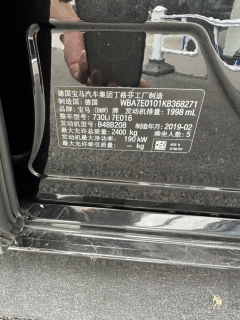 德国宝马汽车集团丁格芬工厂制造
制造国：德国 WBA7E0101KB368271
品牌：宝马（BMW）牌 发动机排量：1998 mL
整车型号：730Li 7E016
发动机型号：B48B20B 制造年月：2019-02
最大允许总质量：2400 kg 乘坐人数：5
发动机最大净功率：190 kW
最大允许牵引质量：-- kg